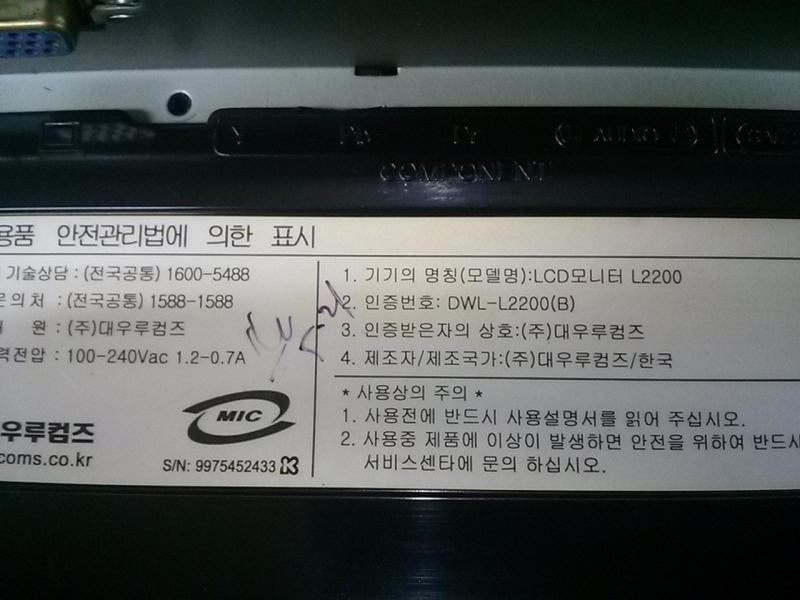 Y Pb Pr AUDIO
COMPONENT
용품 안전관리법에 의한 표시
기술상담 : (전국공통) 1600-5488
문의처 : (전국공통) 1588-1588
원 : (주)대우루컴즈
력전압 : 100-240Vac 1.2-0.7A
MIC
우루컴즈
coms.co.kr
S/N: 9975452433
1. 기기의 명칭(모델명):LCD모니터 L2200
2. 인증번호: DWL-L2200(B)
3. 인증받은자의 상호:(주)대우루컴즈
4. 제조자/제조국가:(주)대우루컴즈/한국
* 사용상의 주의 *
1. 사용전에 반드시 사용설명서를 읽어 주십시오.
2. 사용중 제품에 이상이 발생하면 안전을 위하여 반드시
서비스센타에 문의 하십시오.